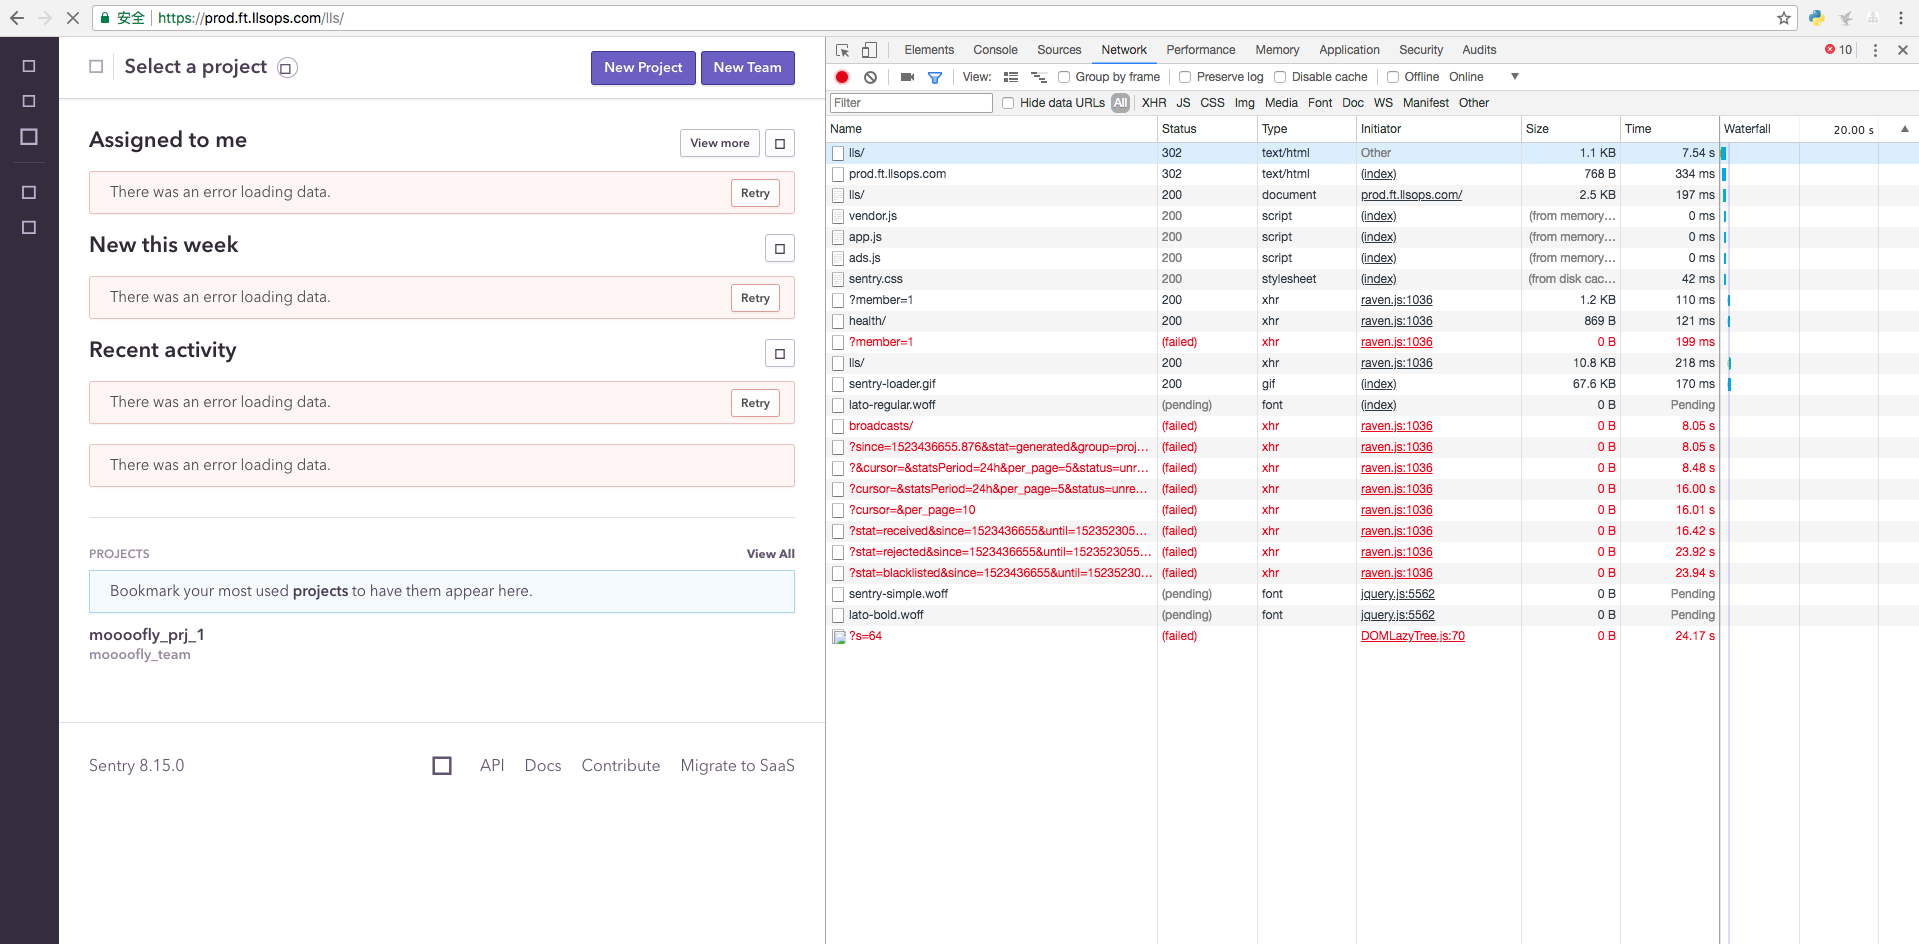 安全 https://prod.ft.llsops.com/lls/
Select a project
New Project
New Team
Assigned to me
View more
There was an error loading data.
Retry
New this week
There was an error loading data.
Retry
Recent activity
There was an error loading data.
Retry
There was an error loading data.
PROJECTS
View All
Bookmark your most used projects to have them appear here.
moooofly_prj_1
moooofly_team
Sentry 8.15.0
API Docs Contribute Migrate to SaaS
Elements Console Sources Network Performance Memory Application Security Audits 10
View: Group by frame Preserve log Disable cache Offline Online
Filter Hide data URLs All XHR JS CSS Img Media Font Doc WS Manifest Other
Name Status Type Initiator Size Time Waterfall 20.00 s
lls/ 302 text/html Other 1.1 KB 7.54 s
prod.ft.llsops.com 302 text/html (index) 768 B 334 ms
lls/ 200 document prod.ft.llsops.com/ 2.5 KB 197 ms
vendor.js 200 script (index) (from memory... 0 ms
app.js 200 script (index) (from memory... 0 ms
ads.js 200 script (index) (from memory... 0 ms
sentry.css 200 stylesheet (index) (from disk cac... 42 ms
?member=1 200 xhr raven.js:1036 1.2 KB 110 ms
health/ 200 xhr raven.js:1036 869 B 121 ms
?member=1 (failed) xhr raven.js:1036 0 B 199 ms
lls/ 200 xhr raven.js:1036 10.8 KB 218 ms
sentry-loader.gif 200 gif (index) 67.6 KB 170 ms
lato-regular.woff (pending) font (index) 0 B Pending
broadcasts/ (failed) xhr raven.js:1036 0 B 8.05 s
?since=1523436655.876&stat=generated&group=proj... (failed) xhr raven.js:1036 0 B 8.05 s
?&cursor=&statsPeriod=24h&per_page=5&status=unr... (failed) xhr raven.js:1036 0 B 8.48 s
?cursor=&statsPeriod=24h&per_page=5&status=unre... (failed) xhr raven.js:1036 0 B 16.00 s
?cursor=&per_page=10 (failed) xhr raven.js:1036 0 B 16.01 s
?stat=received&since=1523436655&until=152352305... (failed) xhr raven.js:1036 0 B 16.42 s
?stat=rejected&since=1523436655&until=1523523055... (failed) xhr raven.js:1036 0 B 23.92 s
?stat=blacklisted&since=1523436655&until=15235230... (failed) xhr raven.js:1036 0 B 23.94 s
sentry-simple.woff (pending) font jquery.js:5562 0 B Pending
lato-bold.woff (pending) font jquery.js:5562 0 B Pending
?s=64 (failed) DOMLazyTree.js:70 0 B 24.17 s